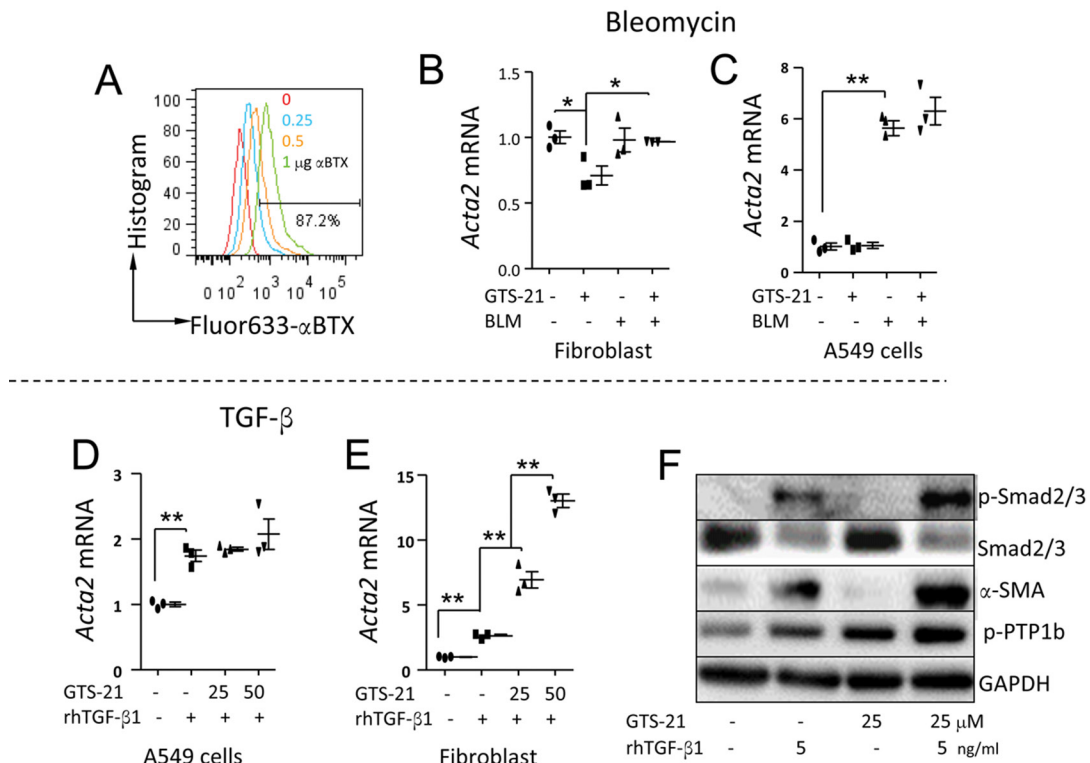 Bleomycin
A
Histogram
100
80
60
40
20
0
0
0.25
0.5
1 μg αBTX
87.2%
0 10² 10³ 10⁴ 10⁵
Fluor633-αBTX
B
Acta2 mRNA
1.5
1.0
0.5
0.0
* *
GTS-21 - + - +
BLM - - + +
Fibroblast
C
Acta2 mRNA
8
6
4
2
0
**
GTS-21 - + - +
BLM - - + +
A549 cells
TGF-β
D
Acta2 mRNA
3
2
1
0
**
GTS-21 - - 25 50
rhTGF-β1 - + + +
A549 cells
E
Acta2 mRNA
15
10
5
0
** ** **
GTS-21 - - 25 50
rhTGF-β1 - + + +
Fibroblast
F
p-Smad2/3
Smad2/3
α-SMA
p-PTP1b
GAPDH
GTS-21 - - 25 25 μM
rhTGF-β1 - 5 - 5 ng/ml